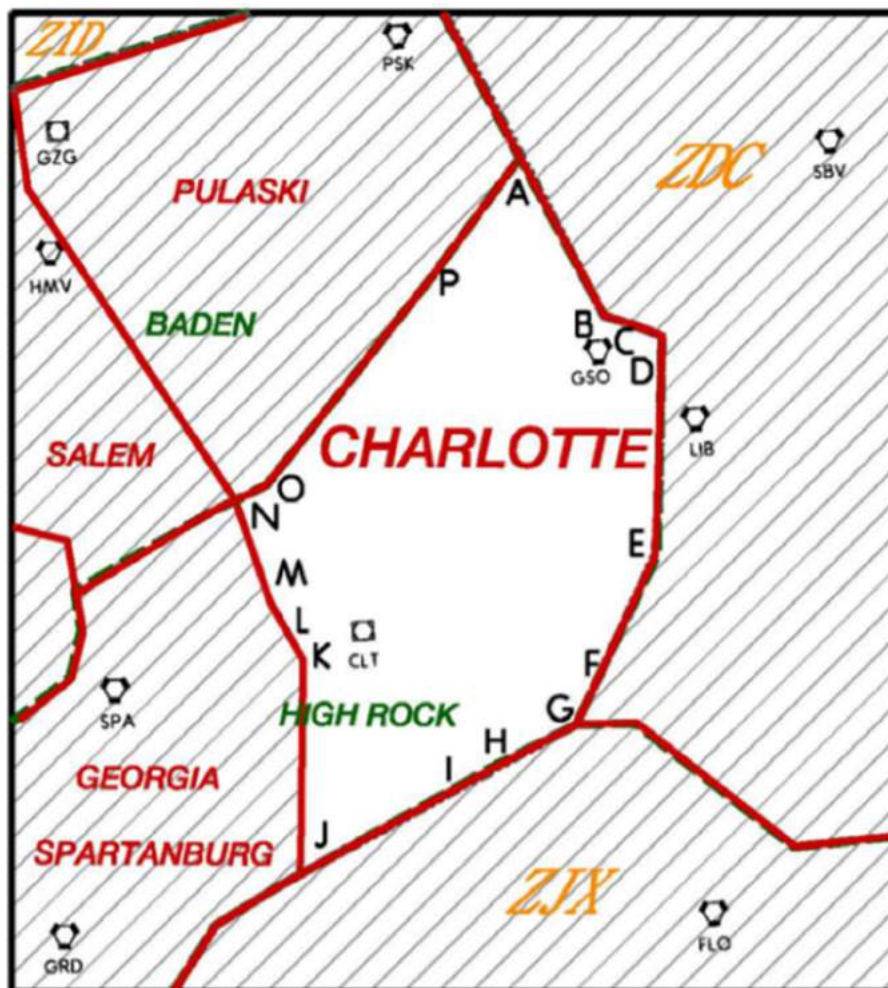 ZID
PSK
GZG
ZDC
SBV
PULASKI
A
HMV
P
BADEN
B
C
GSO
D
LIB
CHARLOTTE
SALEM
O
N
E
M
L
K
CLT
F
SPA
HIGH ROCK
G
H
I
GEORGIA
J
SPARTANBURG
ZJX
FLO
GRD